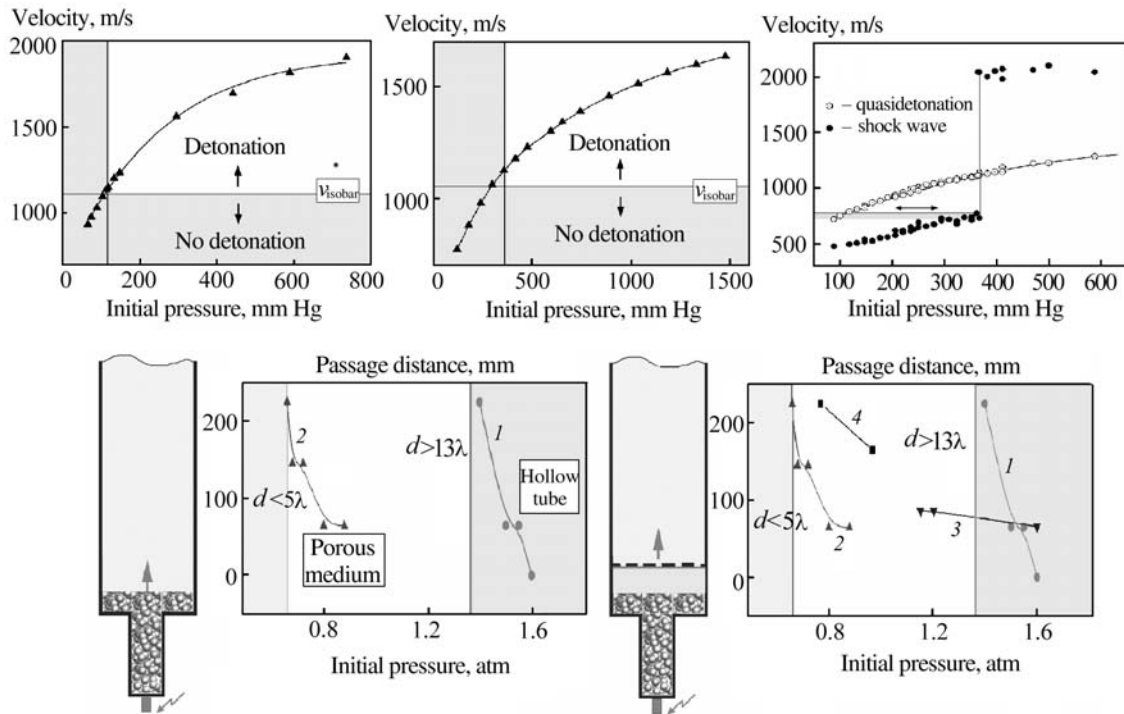 Velocity, m/s
2000
1500
1000
0 200 400 600 800
Initial pressure, mm Hg
Detonation
*
visobar
No detonation
Velocity, m/s
1500
1000
0 500 1000 1500
Initial pressure, mm Hg
Detonation
visobar
No detonation
Velocity, m/s
2000
1500
1000
500
100 200 300 400 500 600
Initial pressure, mm Hg
– quasidetonation
– shock wave
Passage distance, mm
200
100
0
0.8 1.2 1.6
Initial pressure, atm
2
1
d>13λ
d<5λ
Hollow
tube
Porous
medium
Passage distance, mm
200
100
0
0.8 1.2 1.6
Initial pressure, atm
4
d>13λ
1
d<5λ
2
3